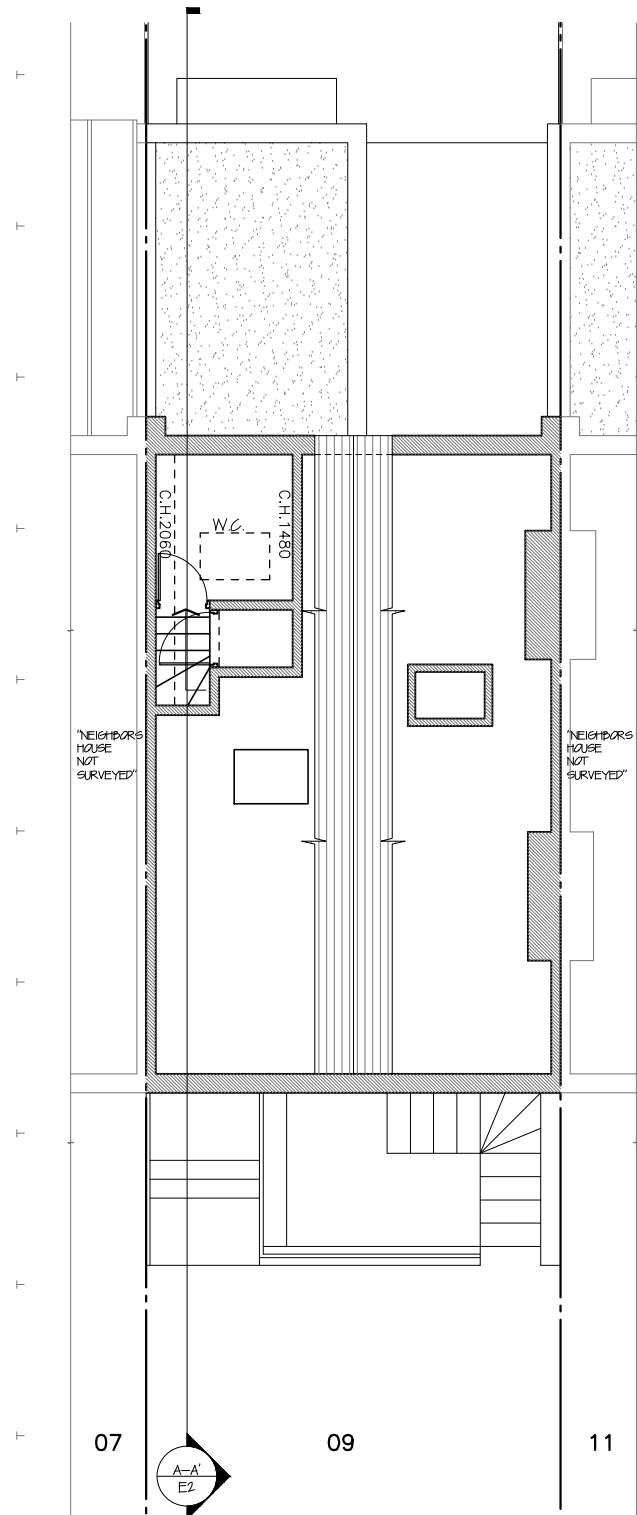 C.H.2060
W.C.
C.H.1480
"NEIGHBORS
HOUSE
NOT
SURVEYED"
"NEIGHBORS
HOUSE
NOT
SURVEYED"
07
09
11
A-A'
E2